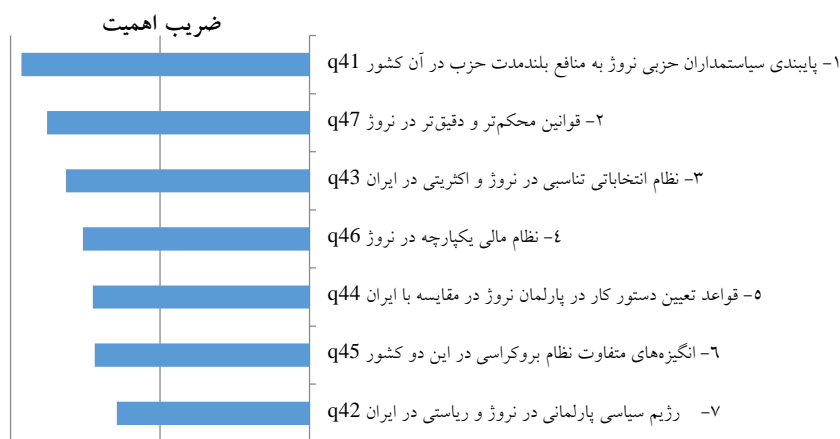 ضریب اهمیت
۱- پایبندی سیاستمداران حزبی نروژ به منافع بلندمدت حزب در آن کشور q41
۲- قوانین محکم‌تر و دقیق‌تر در نروژ q47
۳- نظام انتخاباتی تناسبی در نروژ و اکثریتی در ایران q43
٤- نظام مالی یکپارچه در نروژ q46
٥- قواعد تعیین دستور کار در پارلمان نروژ در مقایسه با ایران q44
٦- انگیزه‌های متفاوت نظام بروکراسی در این دو کشور q45
۷- رژیم سیاسی پارلمانی در نروژ و ریاستی در ایران q42